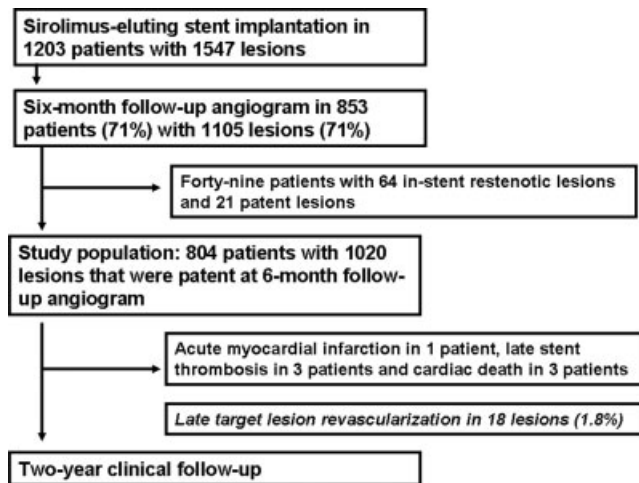 Sirolimus-eluting stent implantation in
1203 patients with 1547 lesions
Six-month follow-up angiogram in 853
patients (71%) with 1105 lesions (71%)
Forty-nine patients with 64 in-stent restenotic lesions
and 21 patent lesions
Study population: 804 patients with 1020
lesions that were patent at 6-month follow-
up angiogram
Acute myocardial infarction in 1 patient, late stent
thrombosis in 3 patients and cardiac death in 3 patients
Late target lesion revascularization in 18 lesions (1.8%)
Two-year clinical follow-up